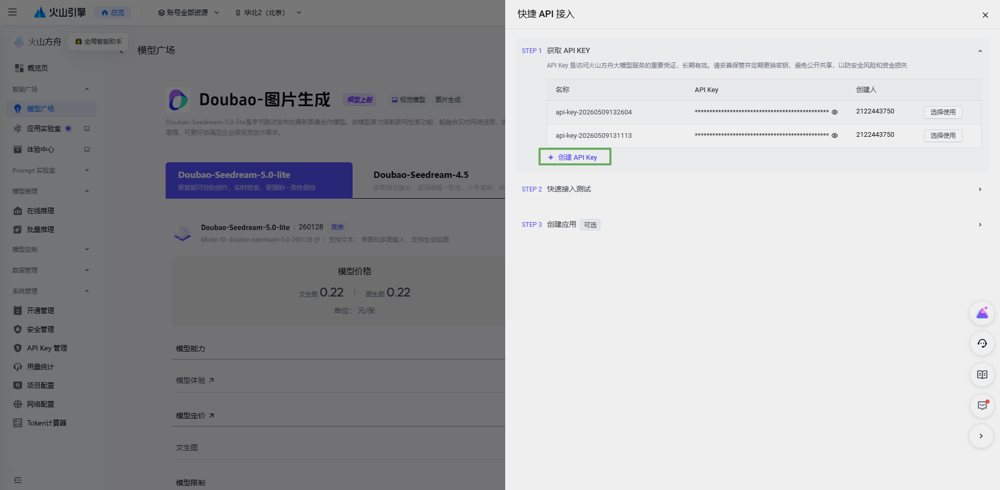 火山引擎
总览
账号全部资源
华北2（北京）
火山方舟
全局智能助手
概览页
智能广场
模型广场
应用实验室
体验中心
Prompt 实验室
模型推理
在线推理
批量推理
模型定制
数据管理
系统管理
开通管理
安全管理
API Key 管理
用量统计
项目配置
网络配置
Token计算器
模型广场
Doubao-图片生成 模型上新 视觉模型 图片生成
Doubao-Seedream-5.0-lite是字节跳动发布的最新图像创作模型。该模型首次搭载联网检索功能，能融合实时网络信息，
增强，可更好地满足企业级视觉创作需求。
Doubao-Seedream-5.0-lite
更智能可控的创作，实时检索，更强的一致性保持
Doubao-Seedream-4.5
多图稳定融合，超强编辑一致性，小字清晰，4k
Doubao-Seedream-5.0-lite | 260128 首推
Model ID: doubao-seedream-5-0-260128 | 支持文本 、单图和多图输入，支持生成组图
模型价格
文生图 0.22 | 图生图 0.22
单位： 元/张
模型能力
模型体验
模型定价
文生图
模型限制
快捷 API 接入
STEP 1 获取 API KEY
API Key 是访问火山方舟大模型服务的重要凭证，长期有效。请妥善保管并定期更换密钥，避免公开共享，以防安全风险和资金损失
名称 API Key 创建人
api-key-20260509132604 ********************************************** 2122443750 选择使用
api-key-20260509131113 ********************************************** 2122443750 选择使用
+ 创建 API Key
STEP 2 快速接入测试
STEP 3 创建应用 可选